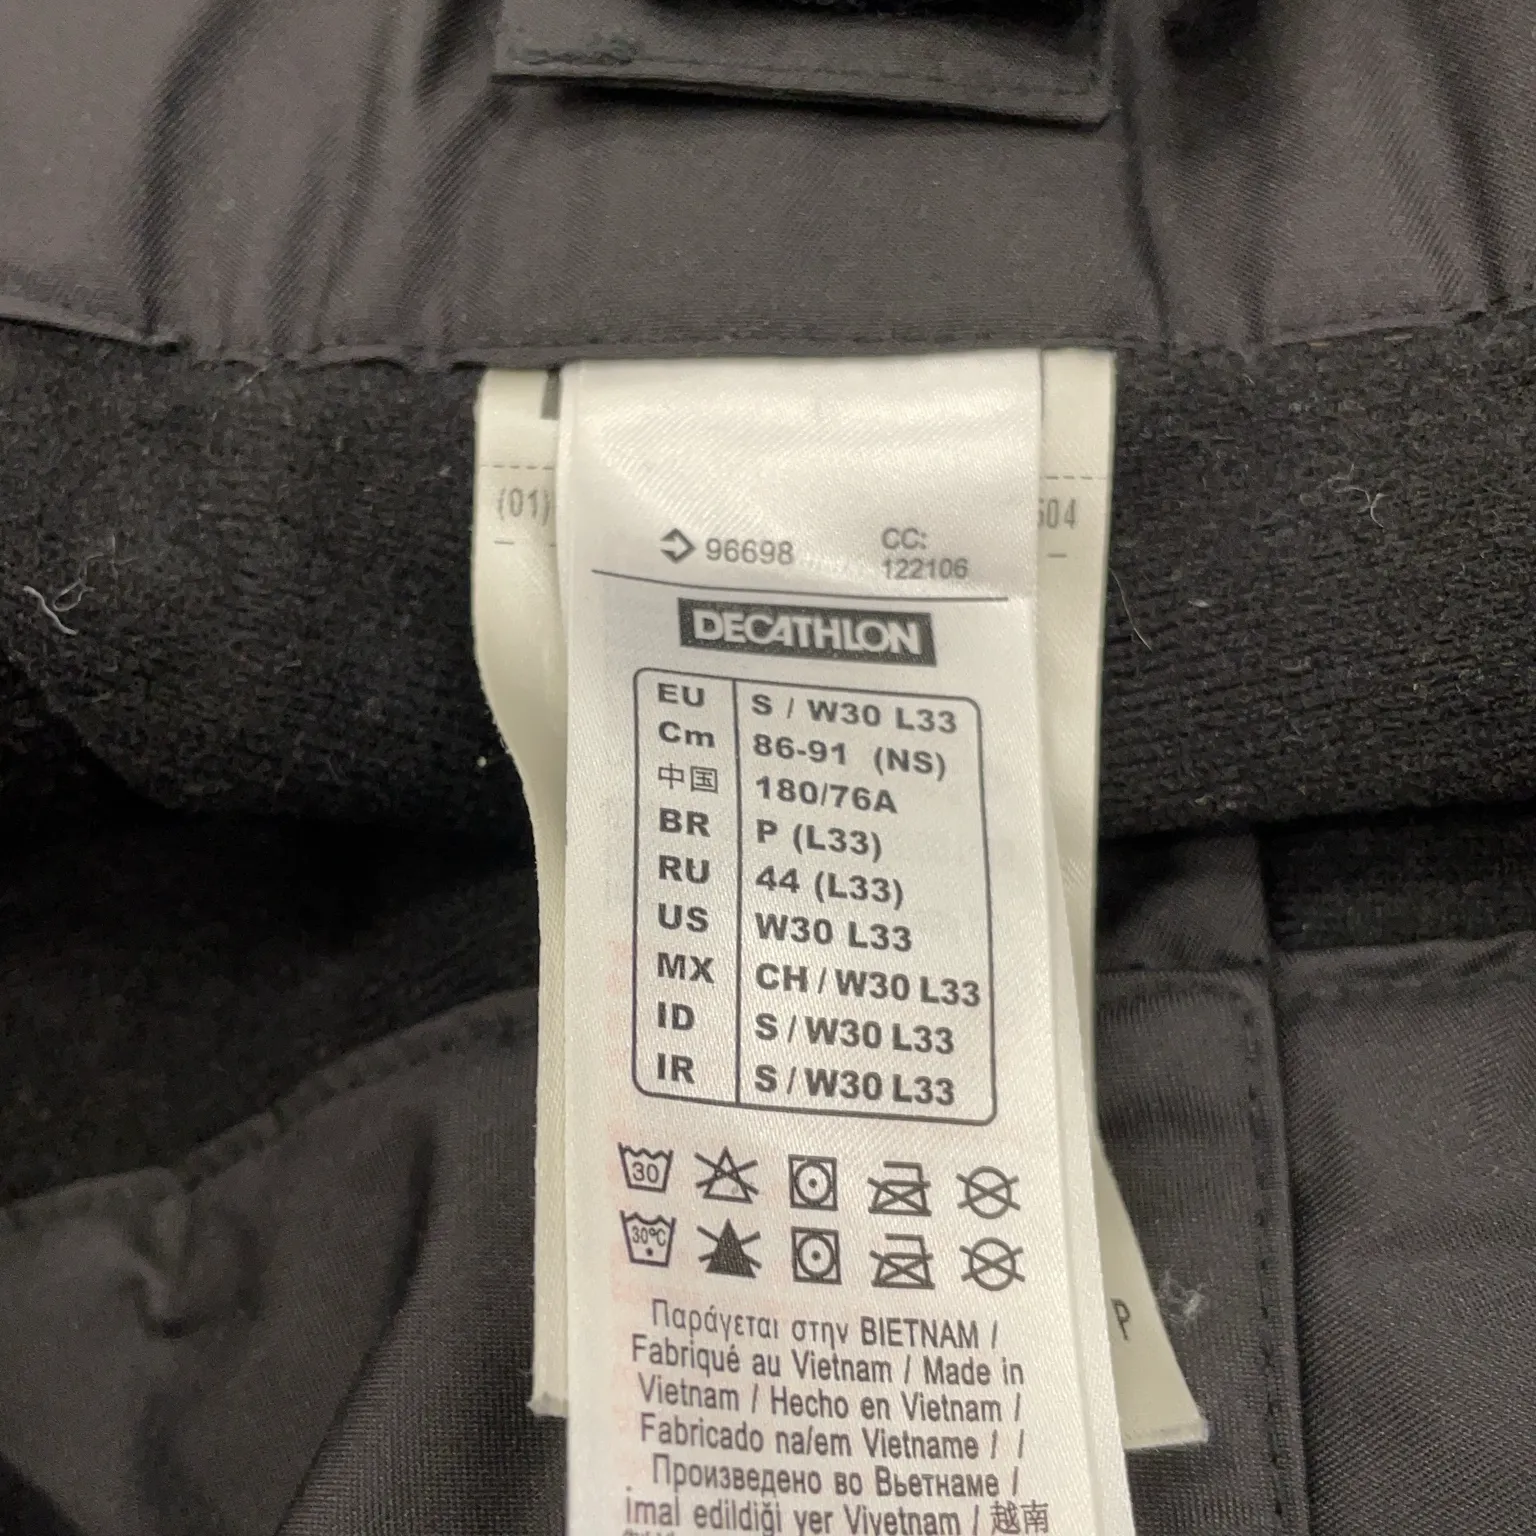 (01)
96698 CC:
122106
604
DECATHLON
EU S / W30 L33
Cm 86-91 (NS)
中国 180/76A
BR P (L33)
RU 44 (L33)
US W30 L33
MX CH / W30 L33
ID S / W30 L33
IR S / W30 L33
30
30°C
Παράγεται στην ΒΙΕΤΝΑΜ /
Fabriqué au Vietnam / Made in
Vietnam / Hecho en Vietnam /
Fabricado na/em Vietname / /
Произведено во Вьетнаме /
imal edildiği yer Vivetnam / 越南
P